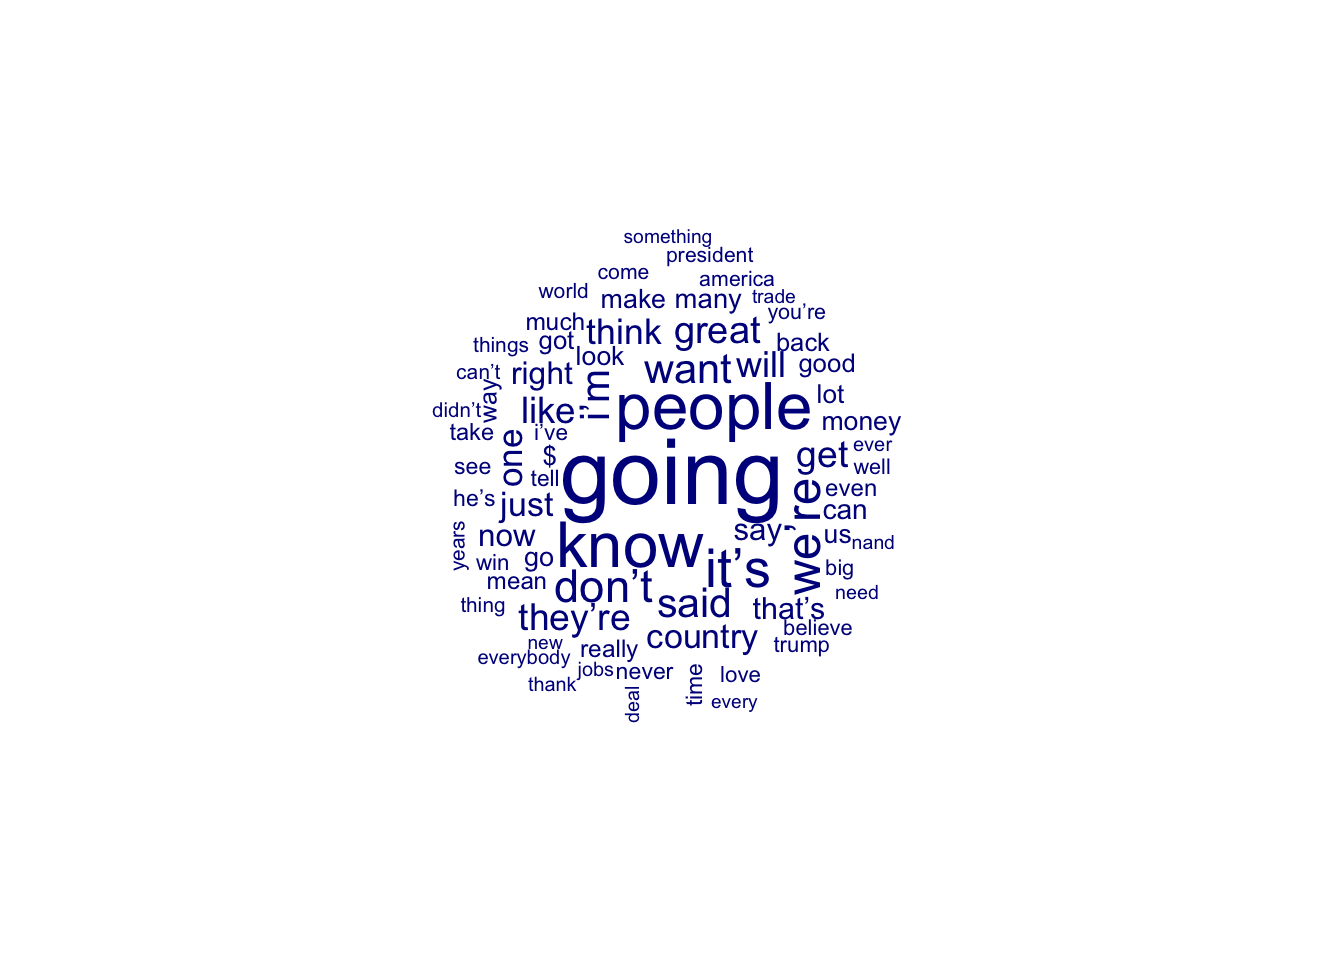 something
president
come
america
world
make
many
trade
you’re
much
think
great
things
got
look
back
can’t
right
i’m
want
will
good
way
people
lot
didn’t
like
money
take
i’ve
one
$
get
ever
see
tell
going
well
he’s
just
we’re
even
can
years
now
know
say
us
nand
win
go
it’s
big
mean
don’t
need
thing
they’re
said
that’s
country
believe
new
everybody
really
trump
jobs
never
time
love
thank
deal
every